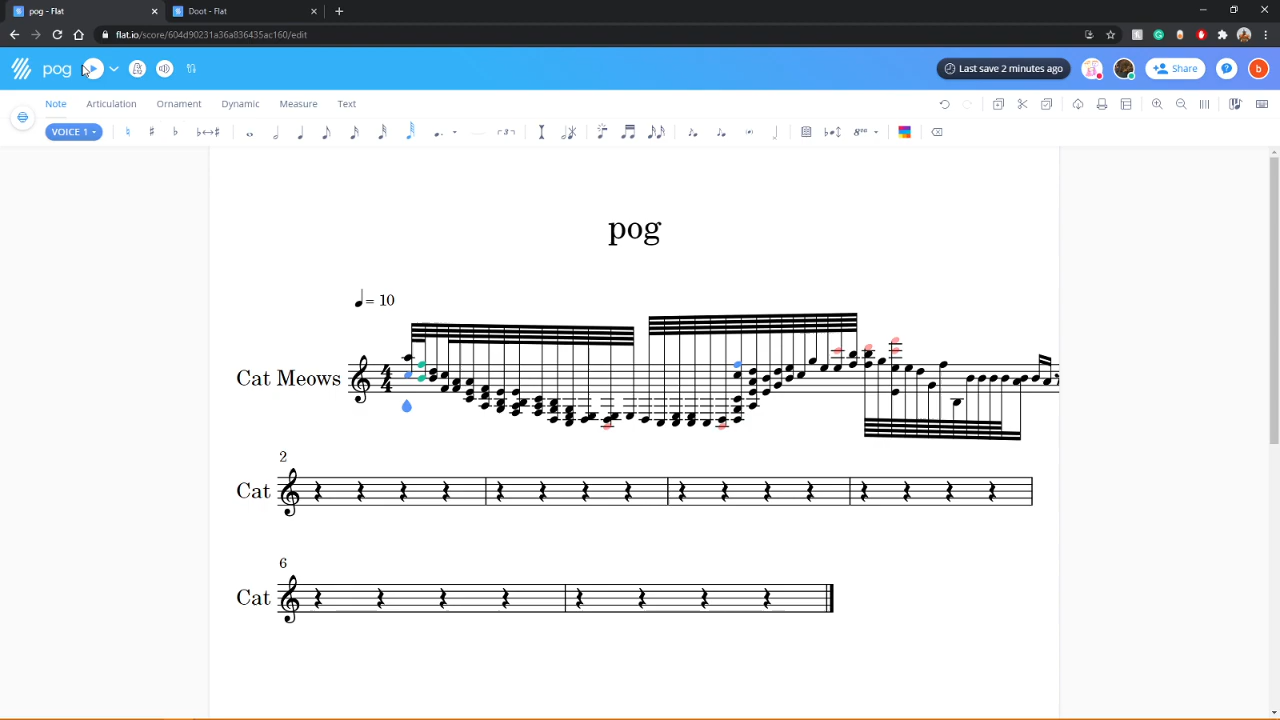 pog - Flat
Doot - Flat
flat.io/score/604d90231a36a836435ac160/edit
pog
Last save 2 minutes ago
Share
b
Note Articulation Ornament Dynamic Measure Text
VOICE 1
pog
= 10
Cat Meows
2
Cat
6
Cat